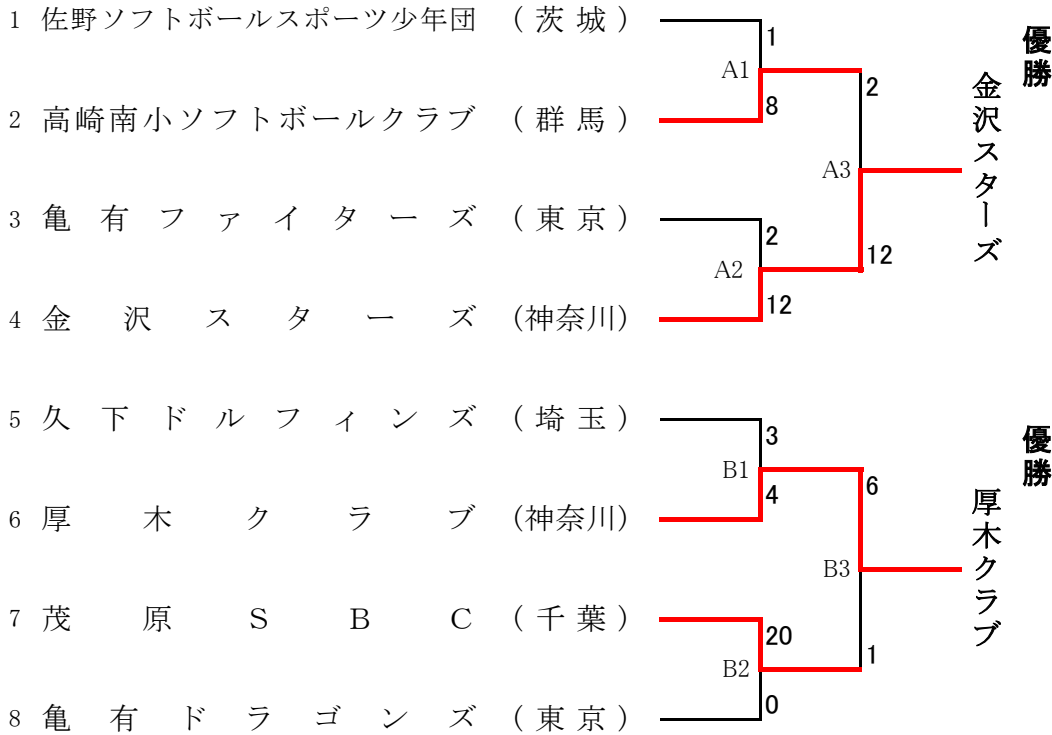 1 佐野ソフトボールスポーツ少年団 (茨城)
1
A1
8
2 高崎南小ソフトボールクラブ (群馬)
2
A3
12
3 亀有ファイターズ (東京)
2
A2
12
4 金沢スターズ (神奈川)
優勝
金沢スターズ
5 久下ドルフィンズ (埼玉)
3
B1
4
6 厚木クラブ (神奈川)
6
B3
1
7 茂原SBC (千葉)
20
B2
0
8 亀有ドラゴンズ (東京)
優勝
厚木クラブ